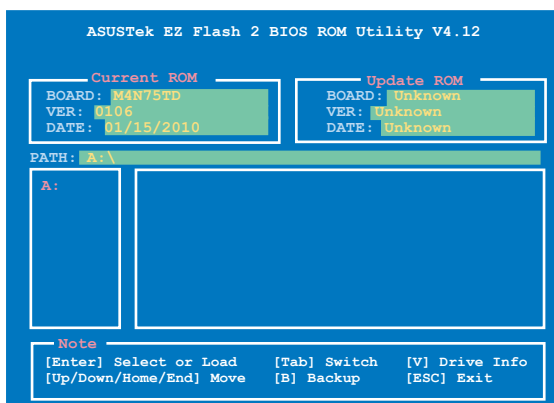 ASUSTek EZ Flash 2 BIOS ROM Utility V4.12
Current ROM
BOARD: M4N75TD
VER: 0106
DATE: 01/15/2010
Update ROM
BOARD: Unknown
VER: Unknown
DATE: Unknown
PATH: A:\
A:
Note
[Enter] Select or Load [Tab] Switch [V] Drive Info
[Up/Down/Home/End] Move [B] Backup [ESC] Exit